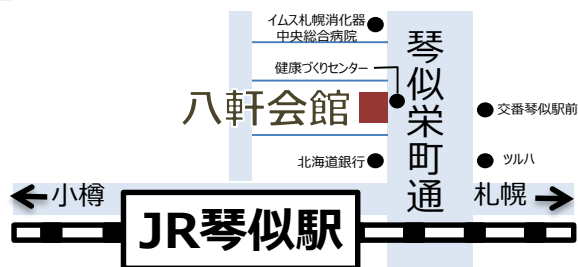 イムス札幌消化器
中央総合病院
健康づくりセンター
八軒会館
琴似栄町通
交番琴似駅前
北海道銀行
ツルハ
小樽
札幌
JR琴似駅